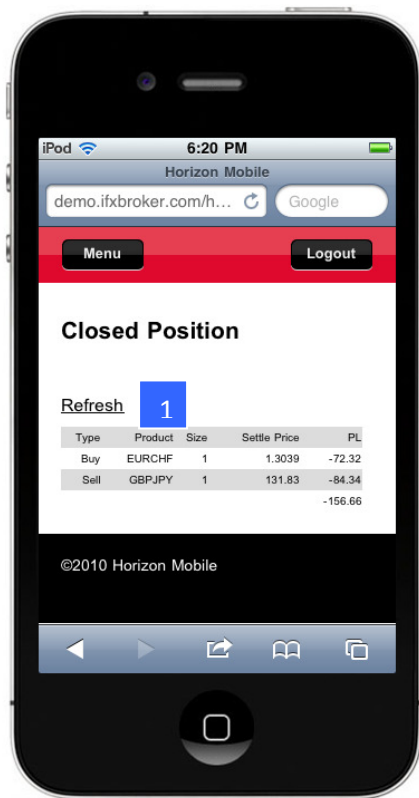 iPod 6:20 PM
Horizon Mobile
demo.ifxbroker.com/h... Google
Menu Logout
Closed Position
Refresh 1
Type Product Size Settle Price PL
Buy EURCHF 1 1.3039 -72.32
Sell GBPJPY 1 131.83 -84.34
-156.66
©2010 Horizon Mobile